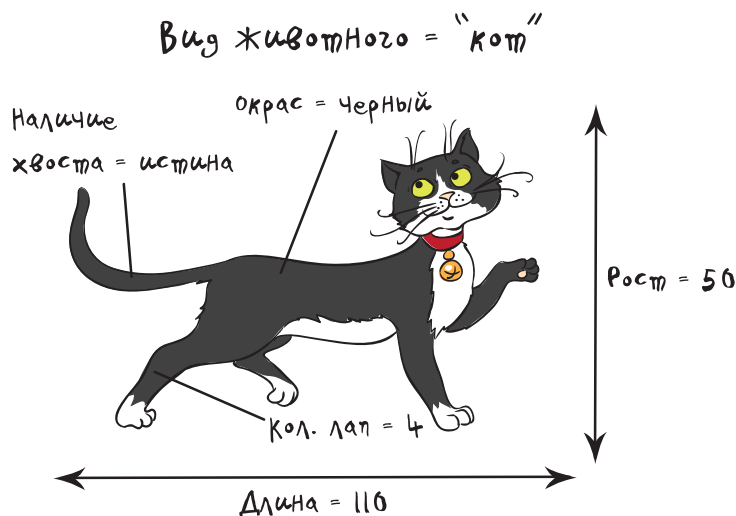 Вид животного = "кот"
окрас = черный
Наличие
хвоста = истина
Рост = 50
Кол. лап = 4
Длина = 110